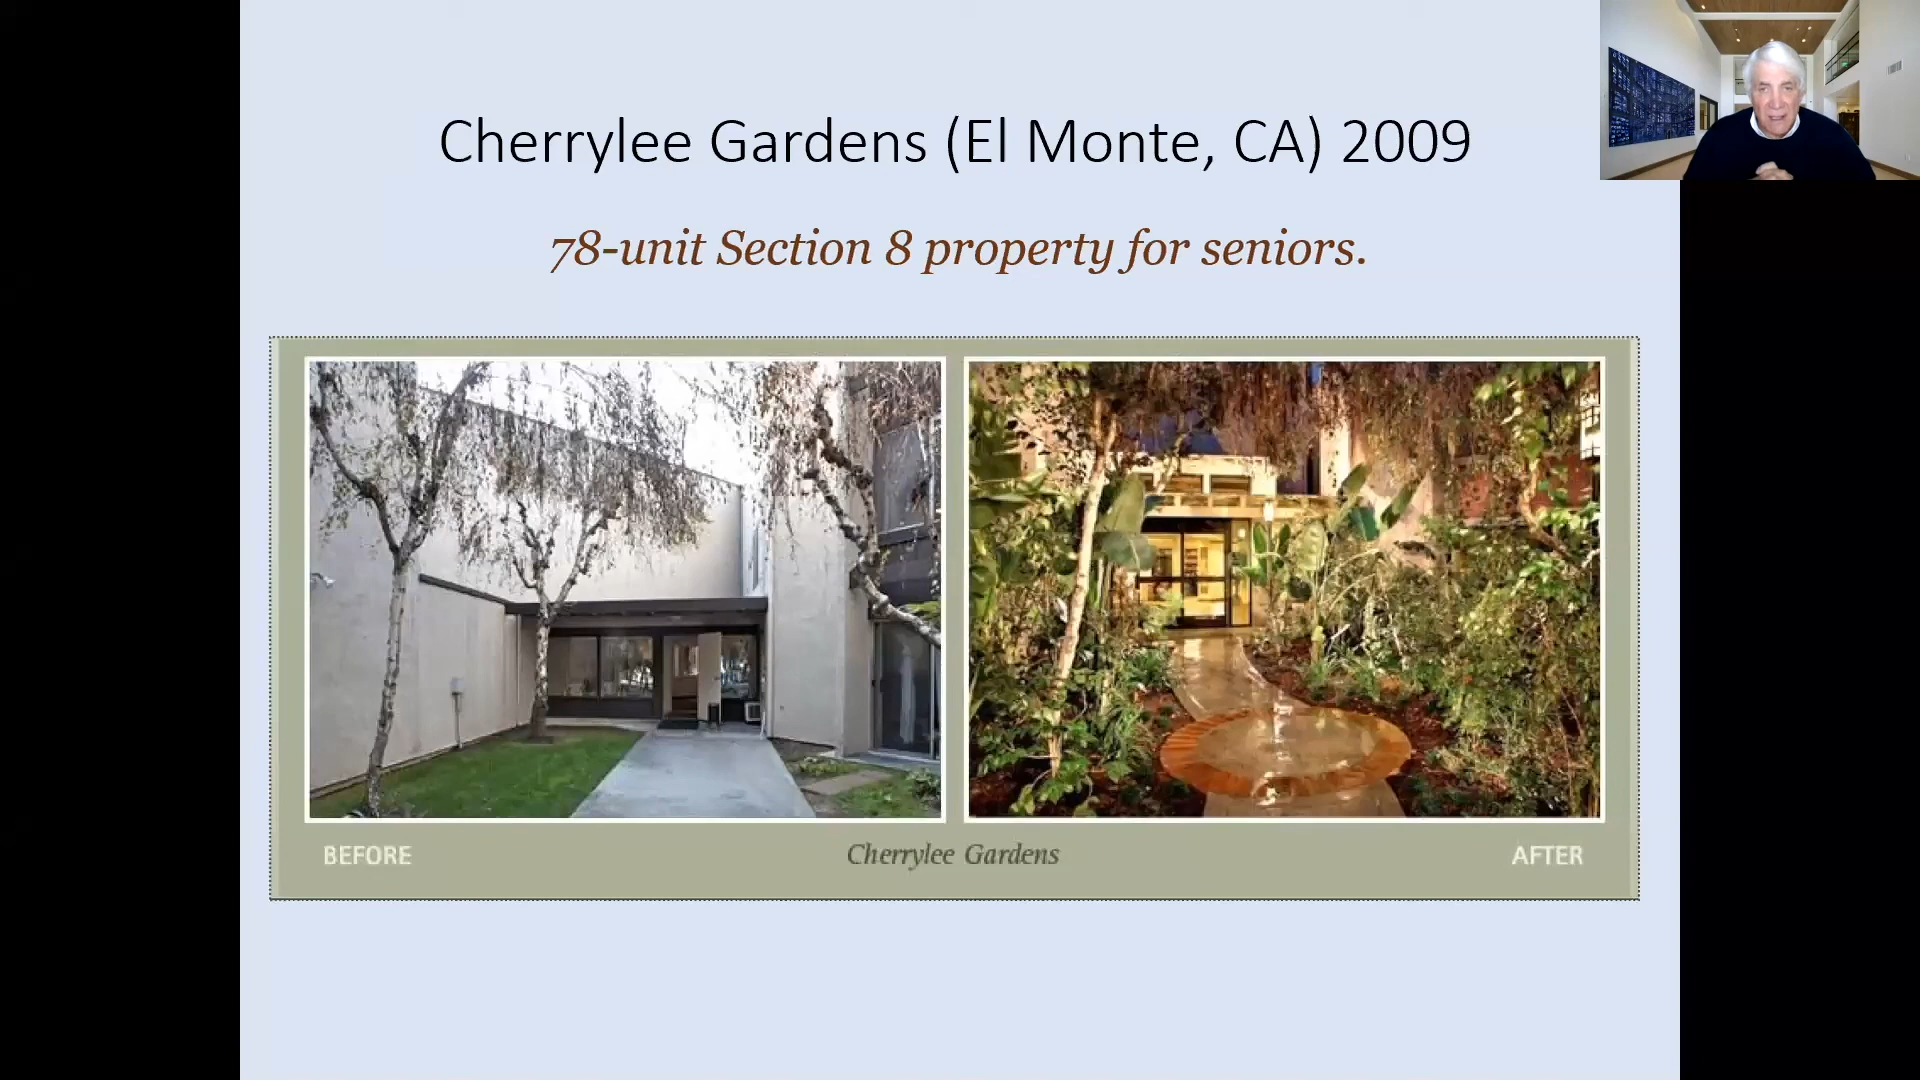 Cherrylee Gardens (El Monte, CA) 2009
78-unit Section 8 property for seniors.
BEFORE
Cherrylee Gardens
AFTER